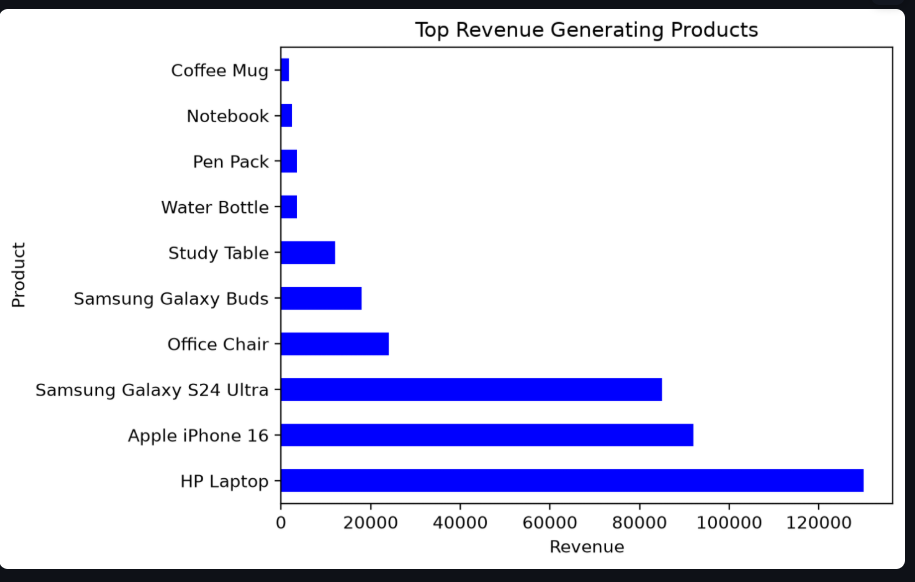 Top Revenue Generating Products
Product
Coffee Mug
Notebook
Pen Pack
Water Bottle
Study Table
Samsung Galaxy Buds
Office Chair
Samsung Galaxy S24 Ultra
Apple iPhone 16
HP Laptop
0 20000 40000 60000 80000 100000 120000
Revenue